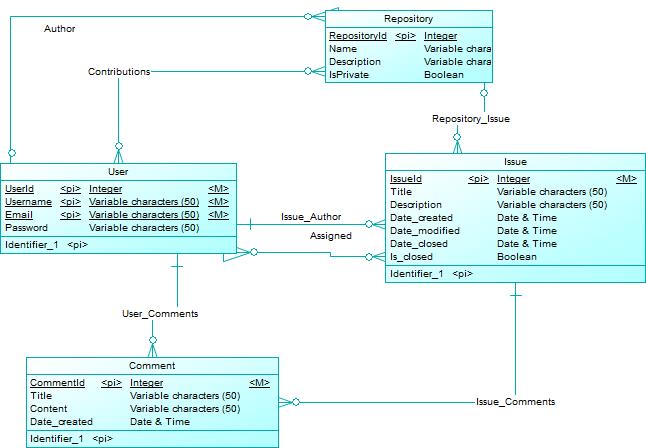 Repository
RepositoryId <pi> Integer
Name Variable chara
Description Variable chara
IsPrivate Boolean
Author
Contributions
Repository_Issue
User
UserId <pi> Integer <M>
Username <pi> Variable characters (50) <M>
Email <pi> Variable characters (50) <M>
Password Variable characters (50)
Identifier_1 <pi>
Issue
IssueId <pi> Integer <M>
Title Variable characters (50)
Description Variable characters (50)
Date_created Date & Time
Date_modified Date & Time
Date_closed Date & Time
Is_closed Boolean
Identifier_1 <pi>
Issue_Author
Assigned
User_Comments
Comment
CommentId <pi> Integer <M>
Title Variable characters (50)
Content Variable characters (50)
Date_created Date & Time
Identifier_1 <pi>
Issue_Comments